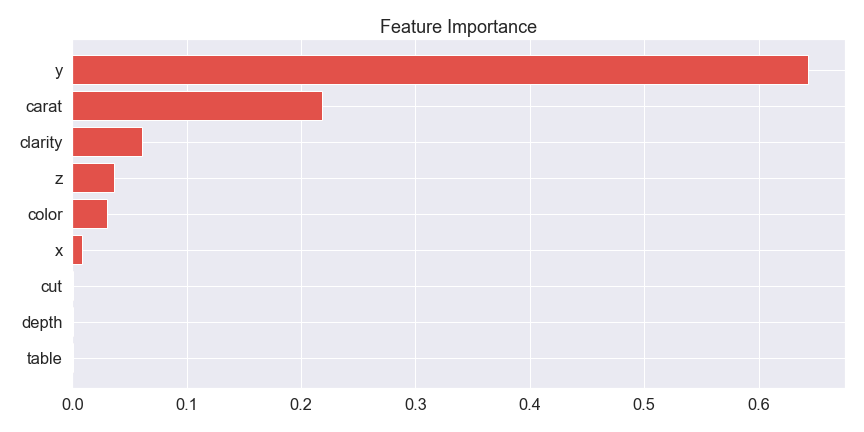 Feature Importance
y
carat
clarity
z
color
x
cut
depth
table
0.0 0.1 0.2 0.3 0.4 0.5 0.6